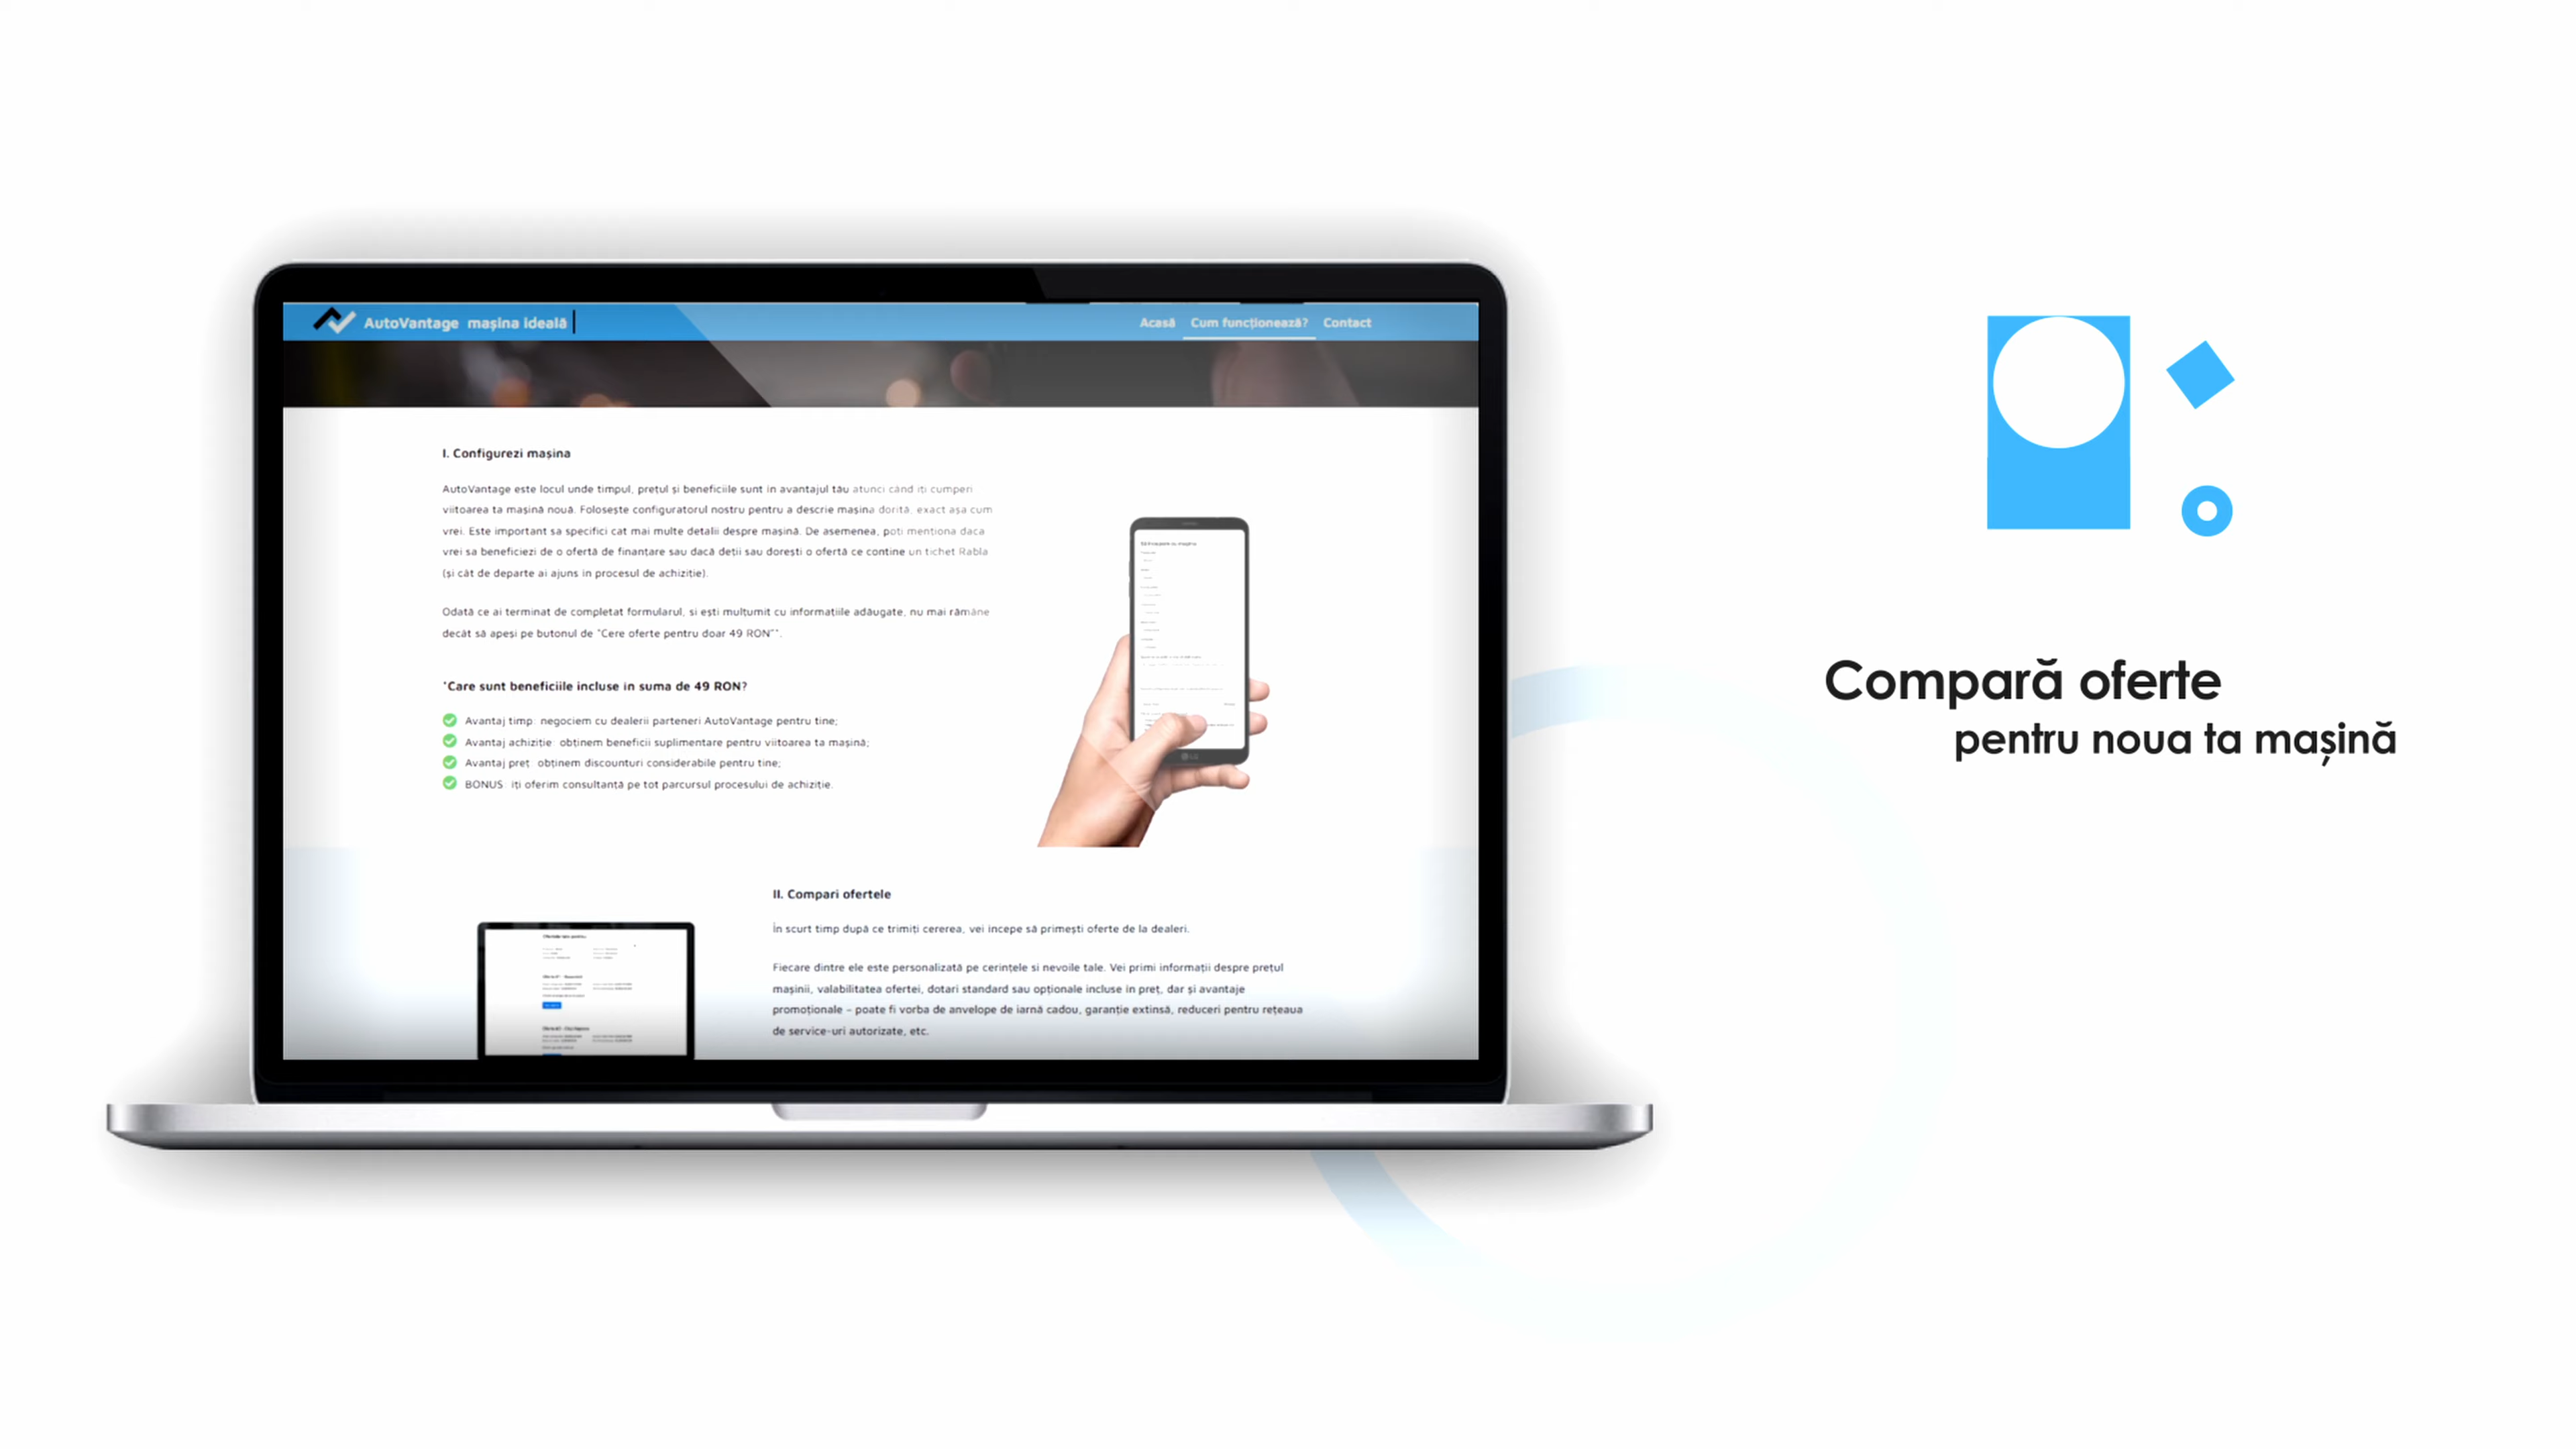 AutoVantage mașina ideală
Acasă Cum funcționează? Contact
I. Configurezi mașina
AutoVantage este locul unde timpul, prețul și beneficiile sunt in avantajul tău atunci când iți cumperi
viitoarea ta mașină nouă. Folosește configuratorul nostru pentru a descrie mașina dorită, exact așa cum
vrei. Este important sa specifici cat mai multe detalii despre mașină. De asemenea, poți menționa daca
vrei sa beneficiezi de o ofertă de finanțare sau dacă deții sau dorești o ofertă ce contine un tichet Rabla
(și cât de departe ai ajuns in procesul de achiziție).
Odată ce ai terminat de completat formularul, si ești mulțumit cu informațiile adăugate, nu mai rămâne
decât să apeși pe butonul de "Cere oferte pentru doar 49 RON"*.
*Care sunt beneficiile incluse in suma de 49 RON?
Avantaj timp: negociem cu dealerii parteneri AutoVantage pentru tine;
Avantaj achiziție: obținem beneficii suplimentare pentru viitoarea ta mașină;
Avantaj preț: obținem discounturi considerabile pentru tine;
BONUS: iți oferim consultanță pe tot parcursul procesului de achiziție.
LG
II. Compari ofertele
În scurt timp după ce trimiți cererea, vei incepe să primești oferte de la dealeri.
Fiecare dintre ele este personalizată pe cerințele si nevoile tale. Vei primi informații despre prețul
mașinii, valabilitatea ofertei, dotari standard sau opționale incluse in preț, dar și avantaje
promoționale – poate fi vorba de anvelope de iarnă cadou, garanție extinsă, reduceri pentru rețeaua
de service-uri autorizate, etc.
Compară oferte
pentru noua ta mașină